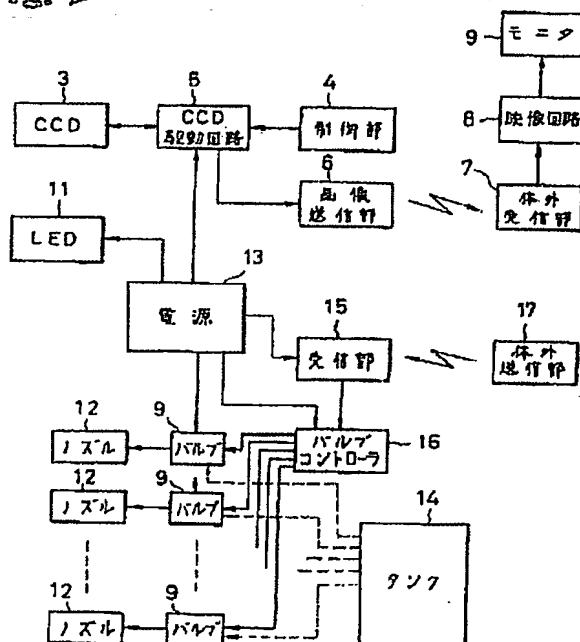 9
モニタ
3
5
4
CCD
CCD
駆動回路
制御部
8
映像回路
6
画像
送信部
7
体外
受信部
11
LED
13
電源
15
受信部
17
体外
送信部
12
ノズル
9
バルブ
バルブ
コントローラ
16
12
ノズル
9
バルブ
14
タンク
12
ノズル
9
バルブ